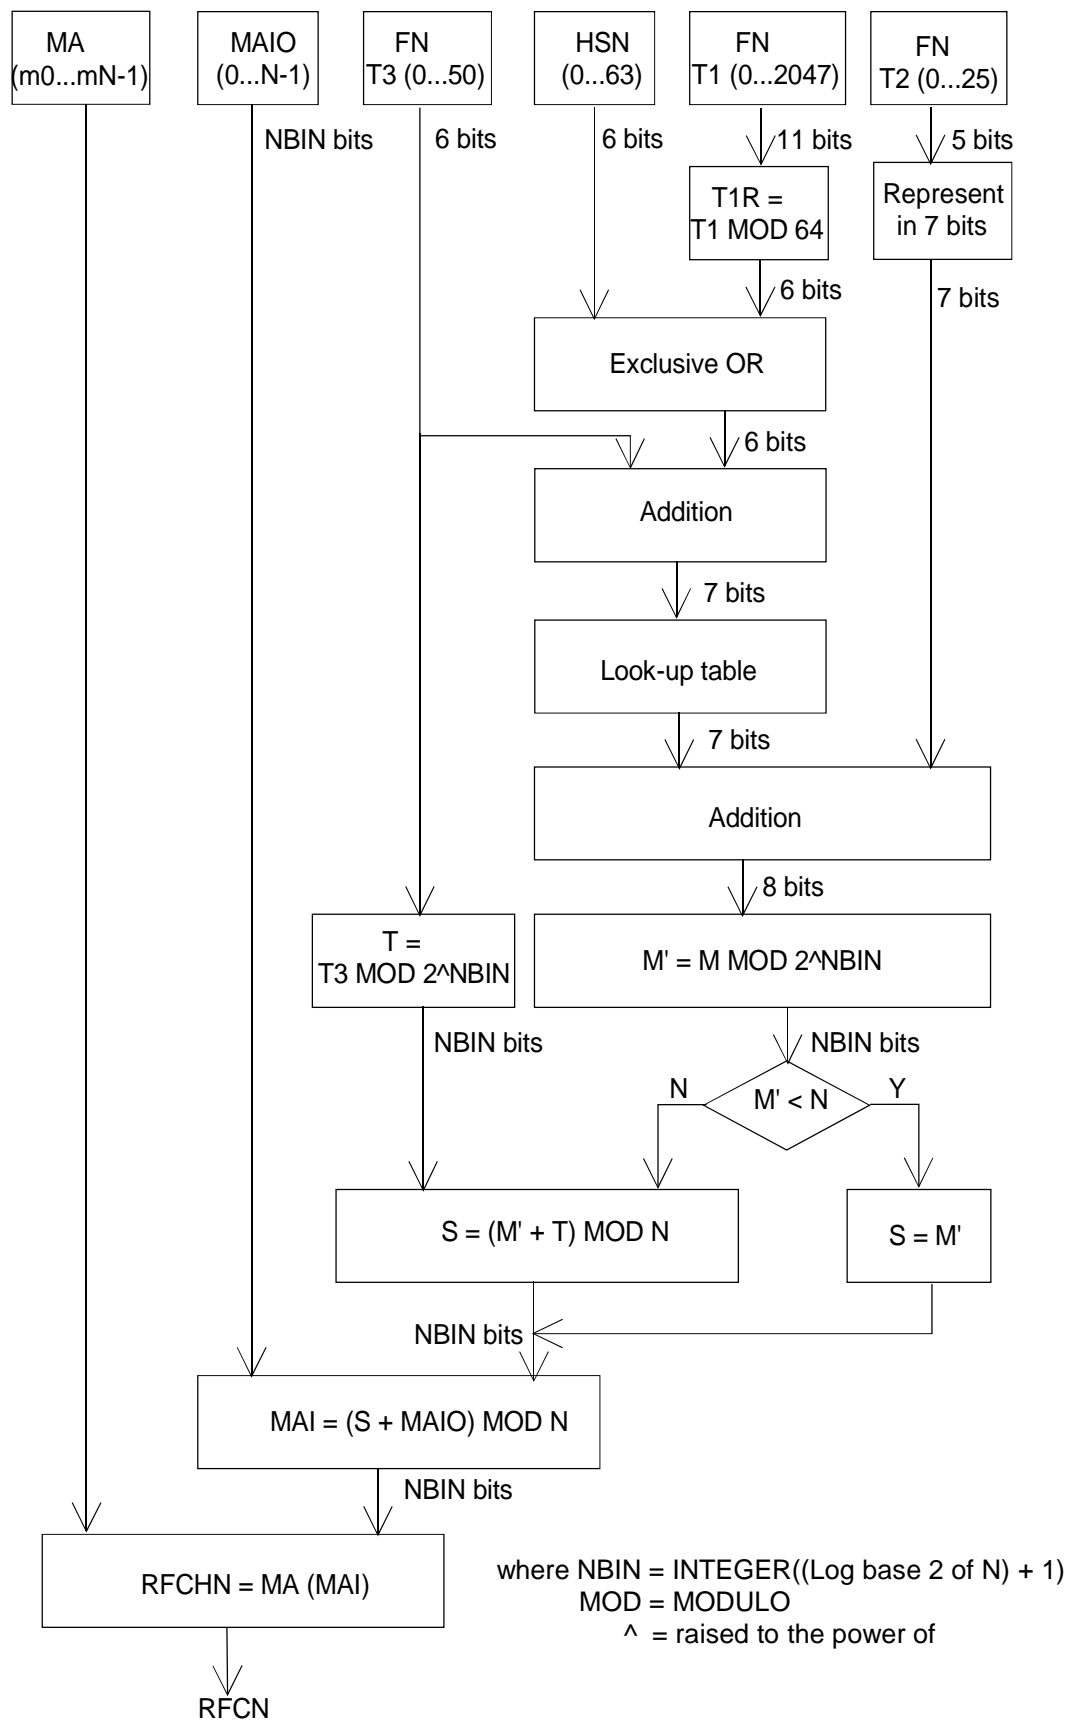 MA
(m0...mN-1)
MAIO
(0...N-1)
FN
T3 (0...50)
HSN
(0...63)
FN
T1 (0...2047)
FN
T2 (0...25)
NBIN bits
6 bits
6 bits
11 bits
5 bits
T1R =
T1 MOD 64
Represent
in 7 bits
6 bits
7 bits
Exclusive OR
6 bits
Addition
7 bits
Look-up table
7 bits
Addition
8 bits
T =
T3 MOD 2^NBIN
M' = M MOD 2^NBIN
NBIN bits
NBIN bits
N
M' < N
Y
S = (M' + T) MOD N
S = M'
NBIN bits
MAI = (S + MAIO) MOD N
NBIN bits
RFCHN = MA (MAI)
where NBIN = INTEGER((Log base 2 of N) + 1)
MOD = MODULO
^ = raised to the power of
RFCN